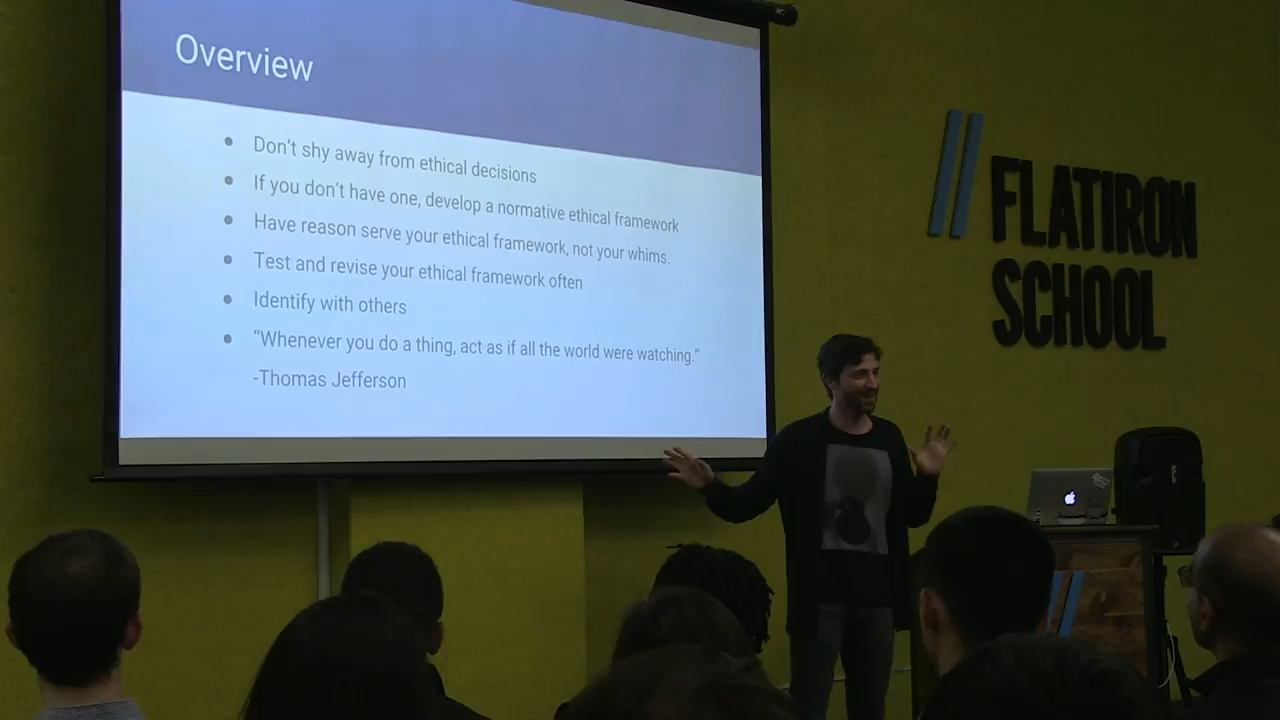 Overview
Don't shy away from ethical decisions
If you don't have one, develop a normative ethical framework
Have reason serve your ethical framework, not your whims.
Test and revise your ethical framework often
Identify with others
“Whenever you do a thing, act as if all the world were watching.”
-Thomas Jefferson
// FLATIRON
SCHOOL